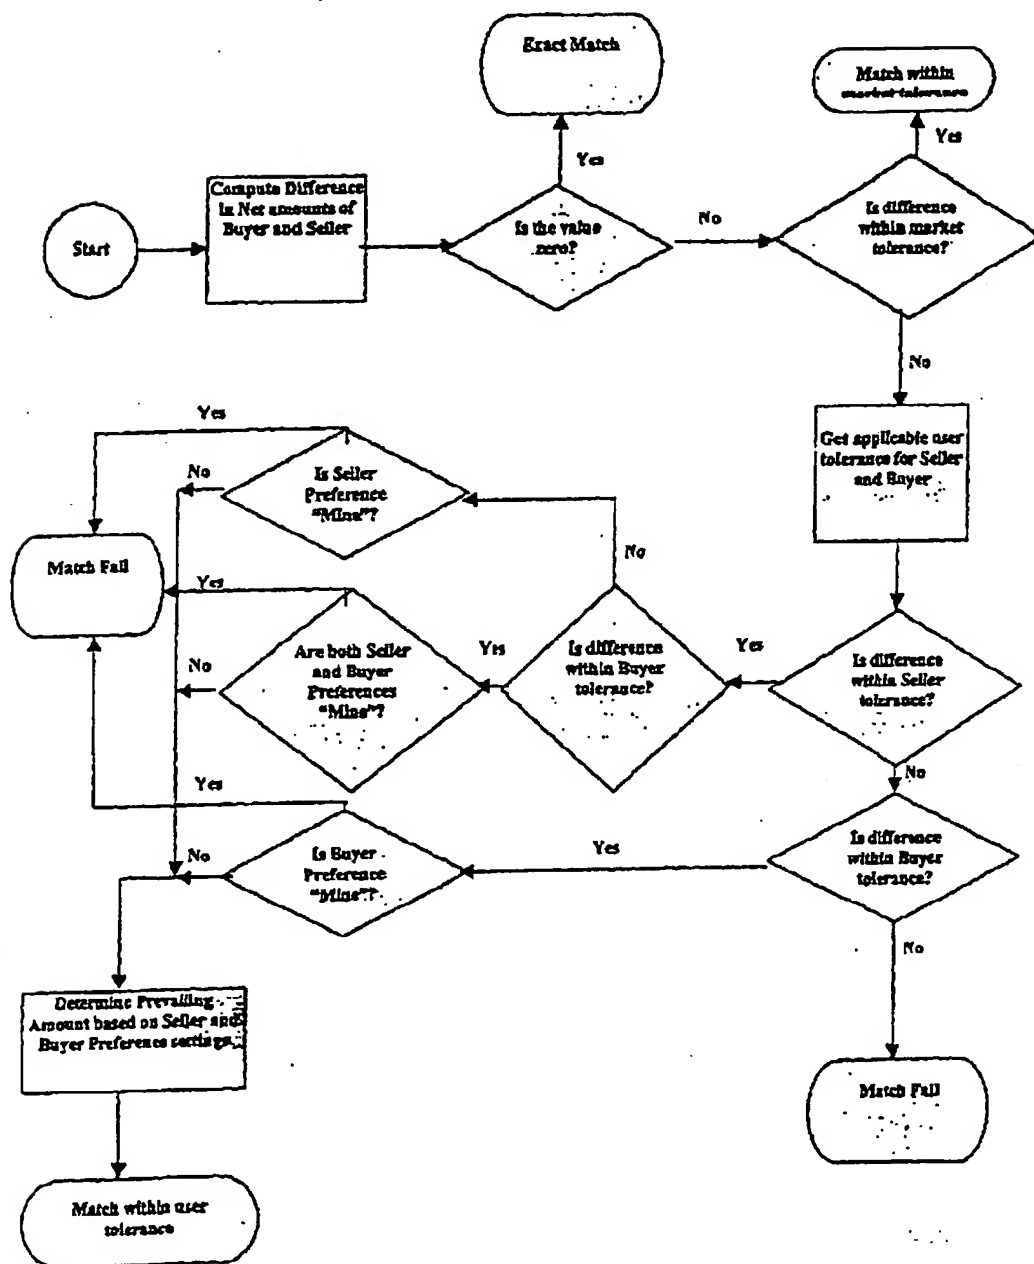 Exact Match
Match within
market tolerance
Yes
Yes
Compute Difference
in Net amounts of
Buyer and Seller
Start
Is the value
zero?
No
Is difference
within market
tolerance?
No
Get applicable user
tolerance for Seller
and Buyer
Yes
No
Is Seller
Preference
"Mine"?
No
Match Fail
Yes
Are both Seller
and Buyer
Preferences
"Mine"?
No
Yes
Is difference
within Buyer
tolerance?
Yes
Is difference
within Seller
tolerance?
No
Yes
Is Buyer
Preference
"Mine"?
No
Yes
Is difference
within Buyer
tolerance?
No
Determine Prevailing
Amount based on Seller and
Buyer Preference settings
Match Fail
Match within user
tolerance